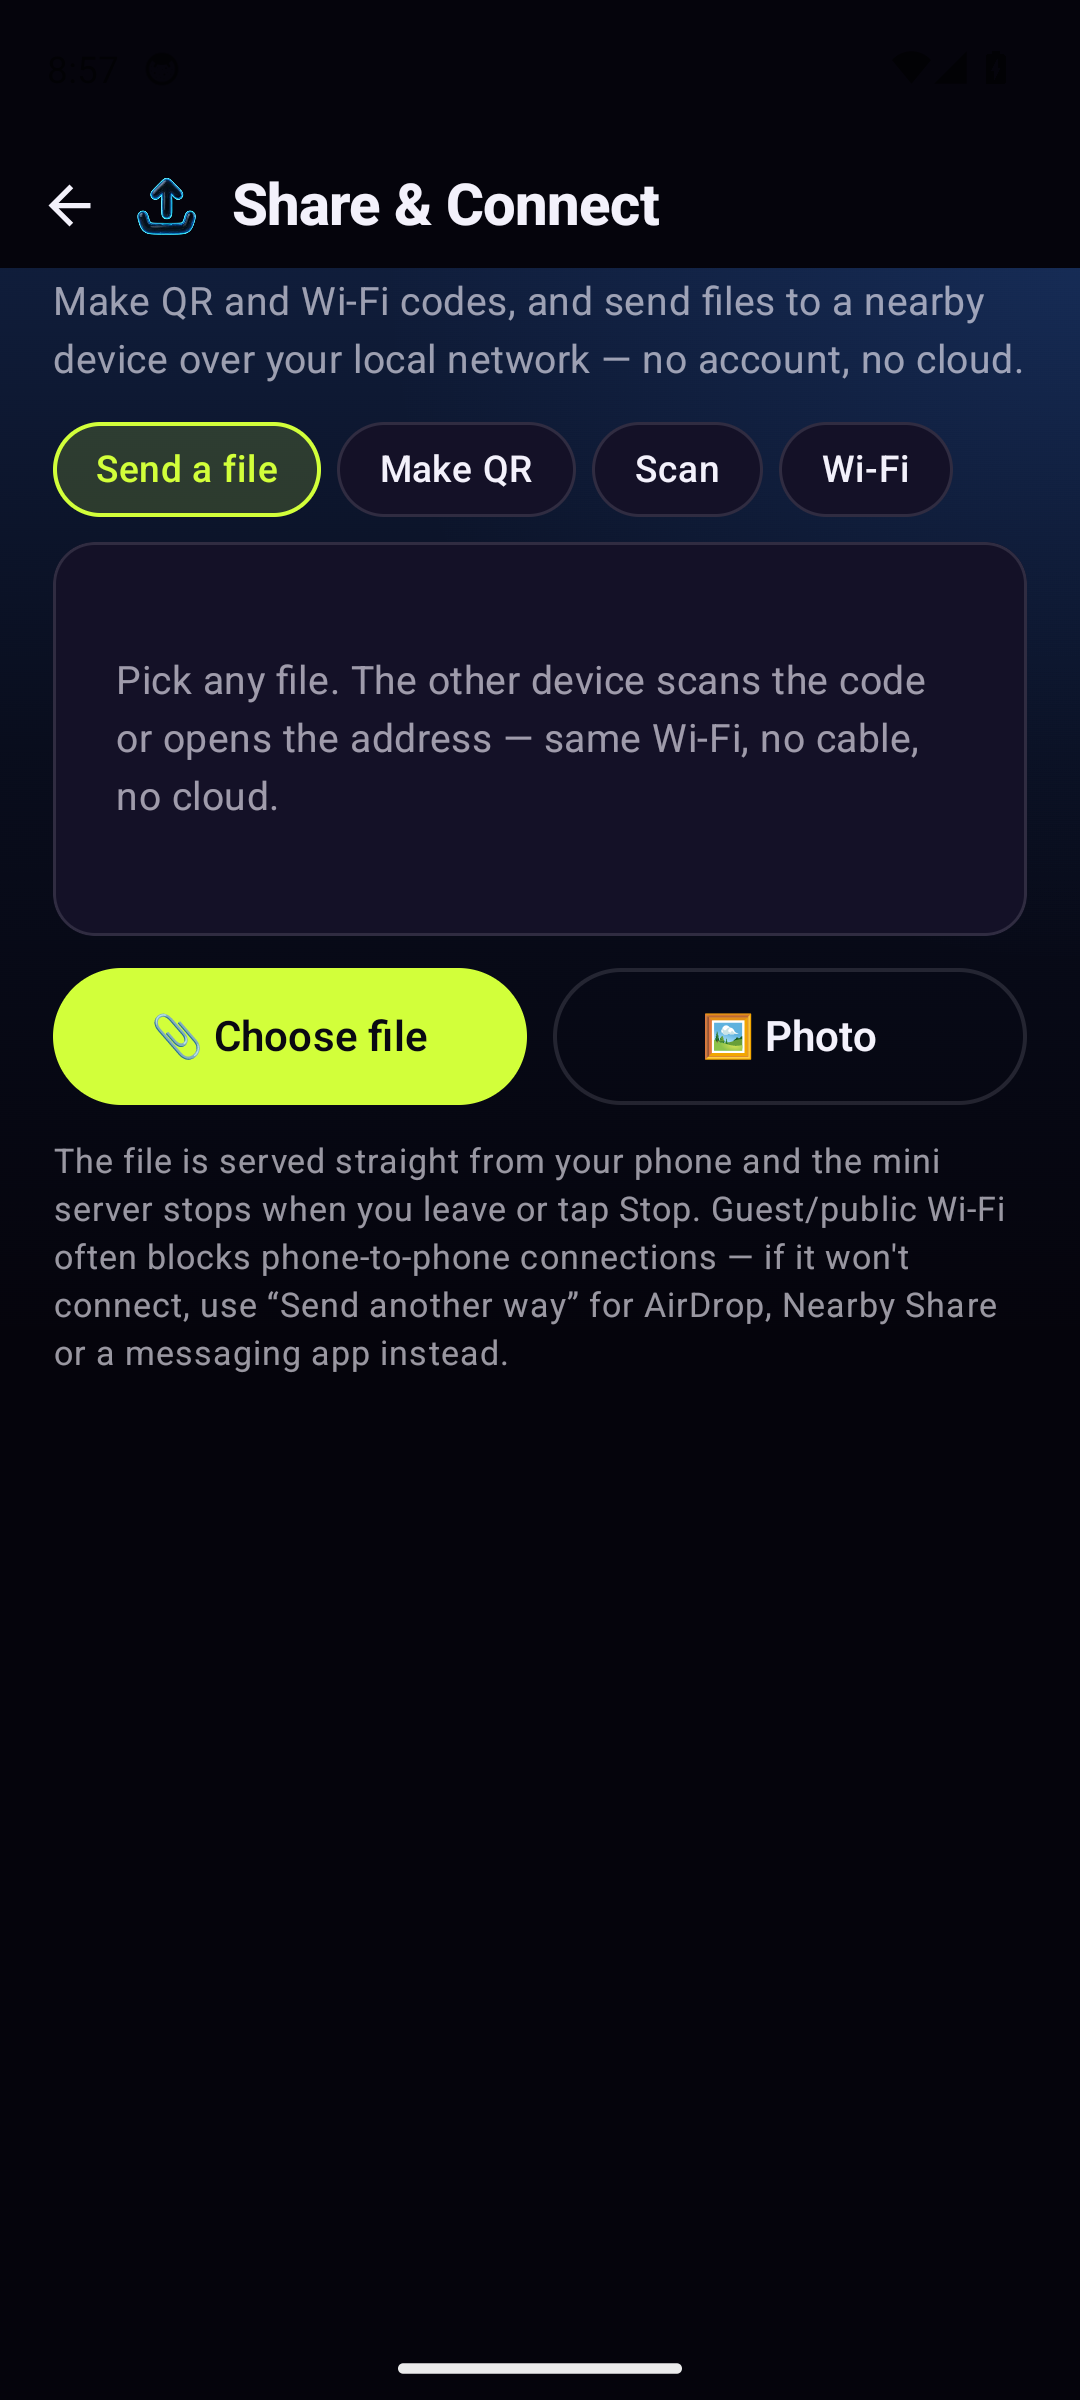 8:57
Share & Connect
Make QR and Wi-Fi codes, and send files to a nearby
device over your local network — no account, no cloud.
Send a file
Make QR
Scan
Wi-Fi
Pick any file. The other device scans the code
or opens the address — same Wi-Fi, no cable,
no cloud.
Choose file
Photo
The file is served straight from your phone and the mini
server stops when you leave or tap Stop. Guest/public Wi-Fi
often blocks phone-to-phone connections — if it won't
connect, use “Send another way” for AirDrop, Nearby Share
or a messaging app instead.